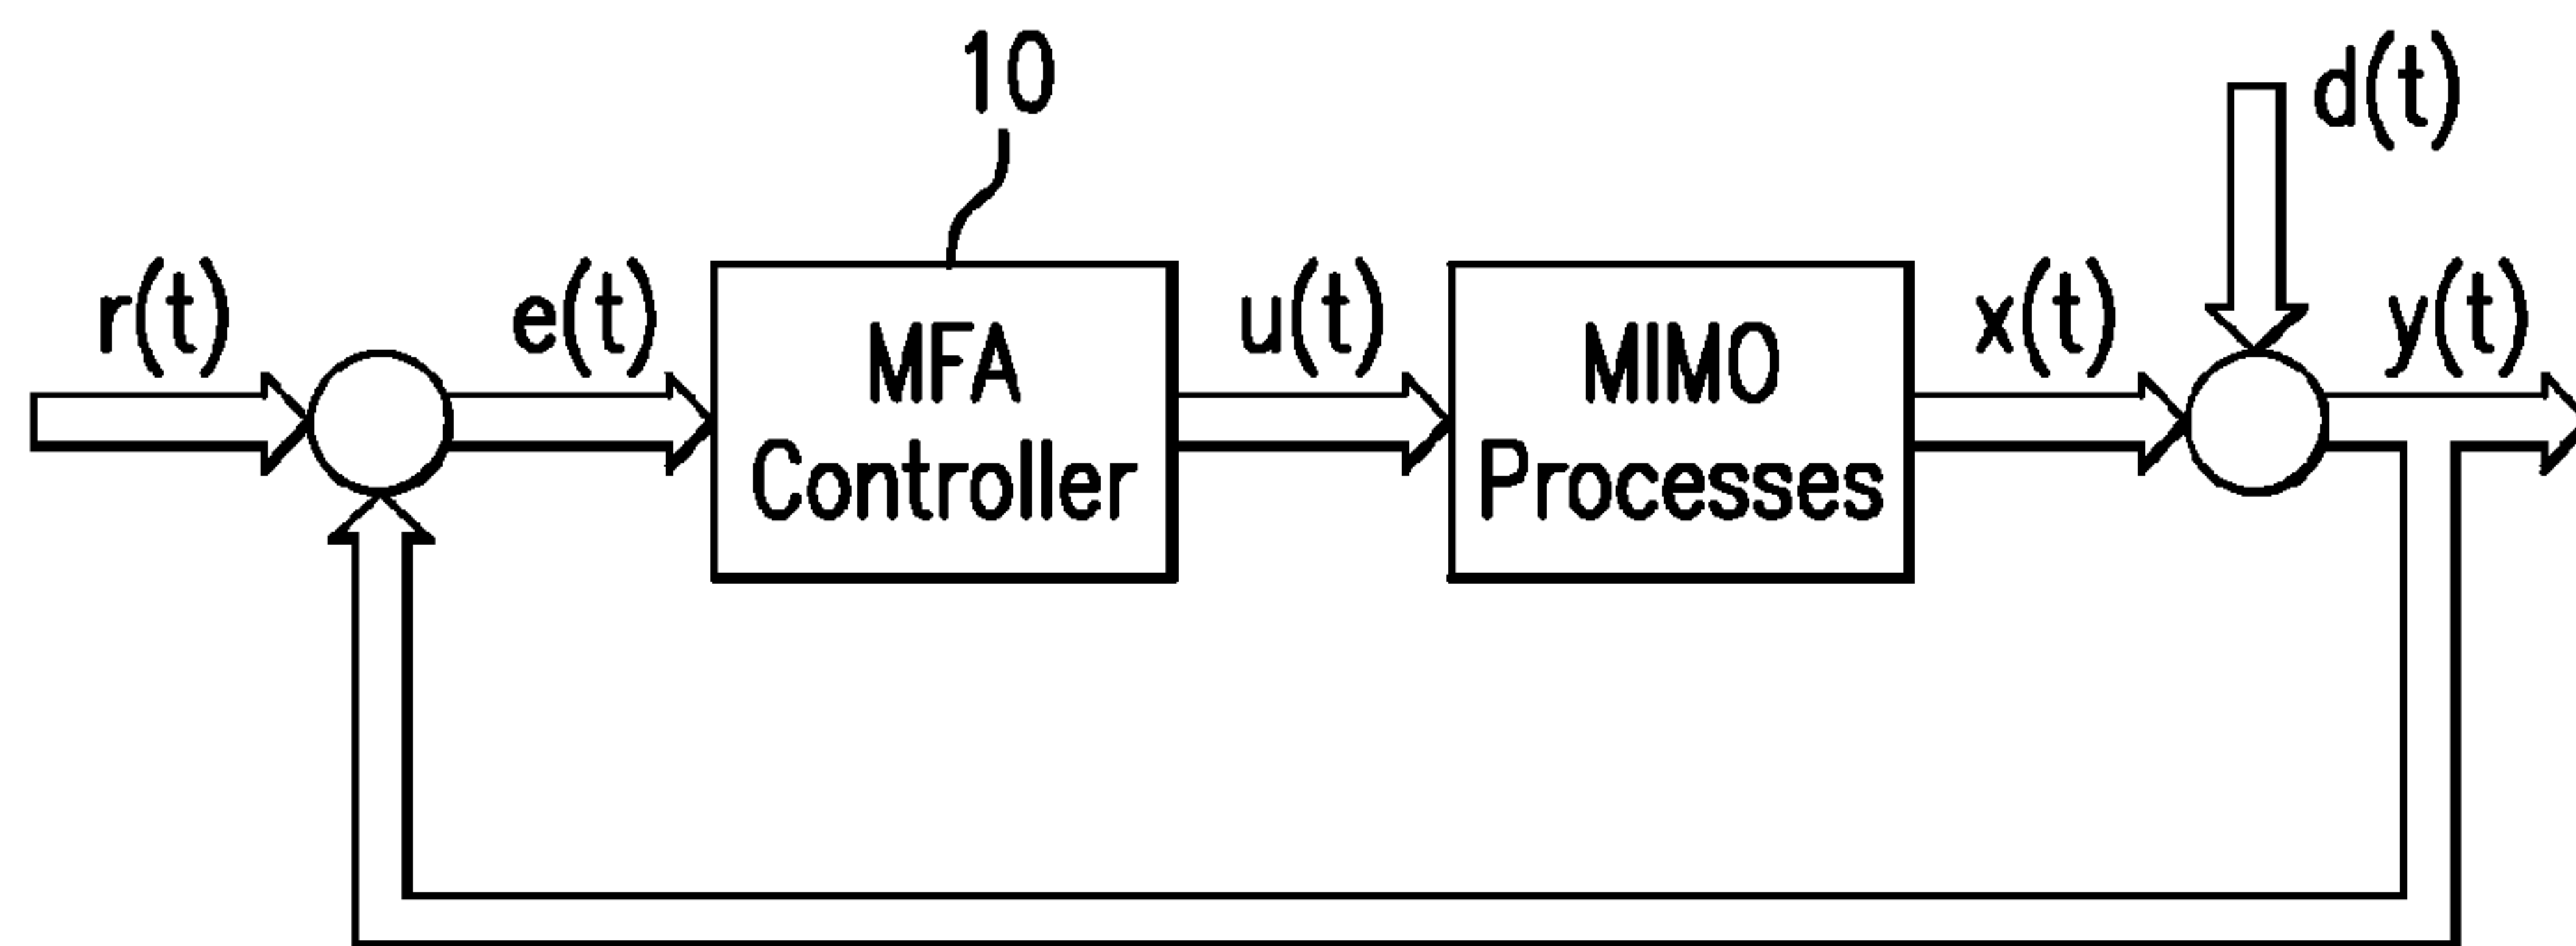 10
d(t)
r(t)
e(t)
u(t)
x(t)
y(t)
MFA
Controller
MIMO
Processes